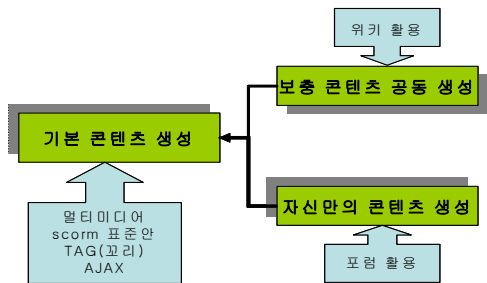 위키 활용
보충 콘텐츠 공동 생성
기본 콘텐츠 생성
자신만의 콘텐츠 생성
멀티미디어
scorm 표준안
TAG(꼬리)
AJAX
포럼 활용